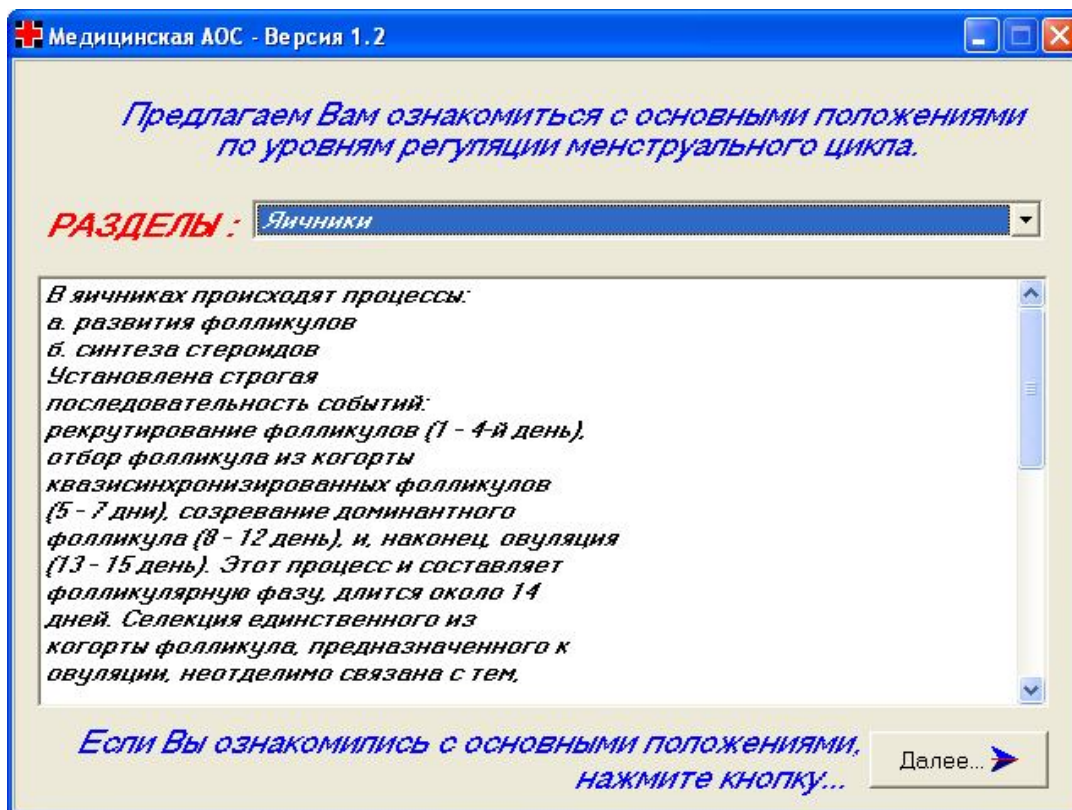 Медицинская АОС - Версия 1.2
Предлагаем Вам ознакомиться с основными положениями
по уровням регуляции менструального цикла.
РАЗДЕЛЫ : Яичники
В яичниках происходят процессы:
а. развития фолликулов
б. синтеза стероидов
Установлена строгая
последовательность событий:
рекрутирование фолликулов (1 - 4-й день),
отбор фолликула из когорты
квазисинхронизированных фолликулов
(5 - 7 дни), созревание доминантного
фолликула (8 - 12 день), и, наконец, овуляция
(13 - 15 день). Этот процесс и составляет
фолликулярную фазу, длится около 14
дней. Селекция единственного из
когорты фолликула, предназначенного к
овуляции, неотделимо связана с тем,
Если Вы ознакомились с основными положениями,
нажмите кнопку...
Далее...